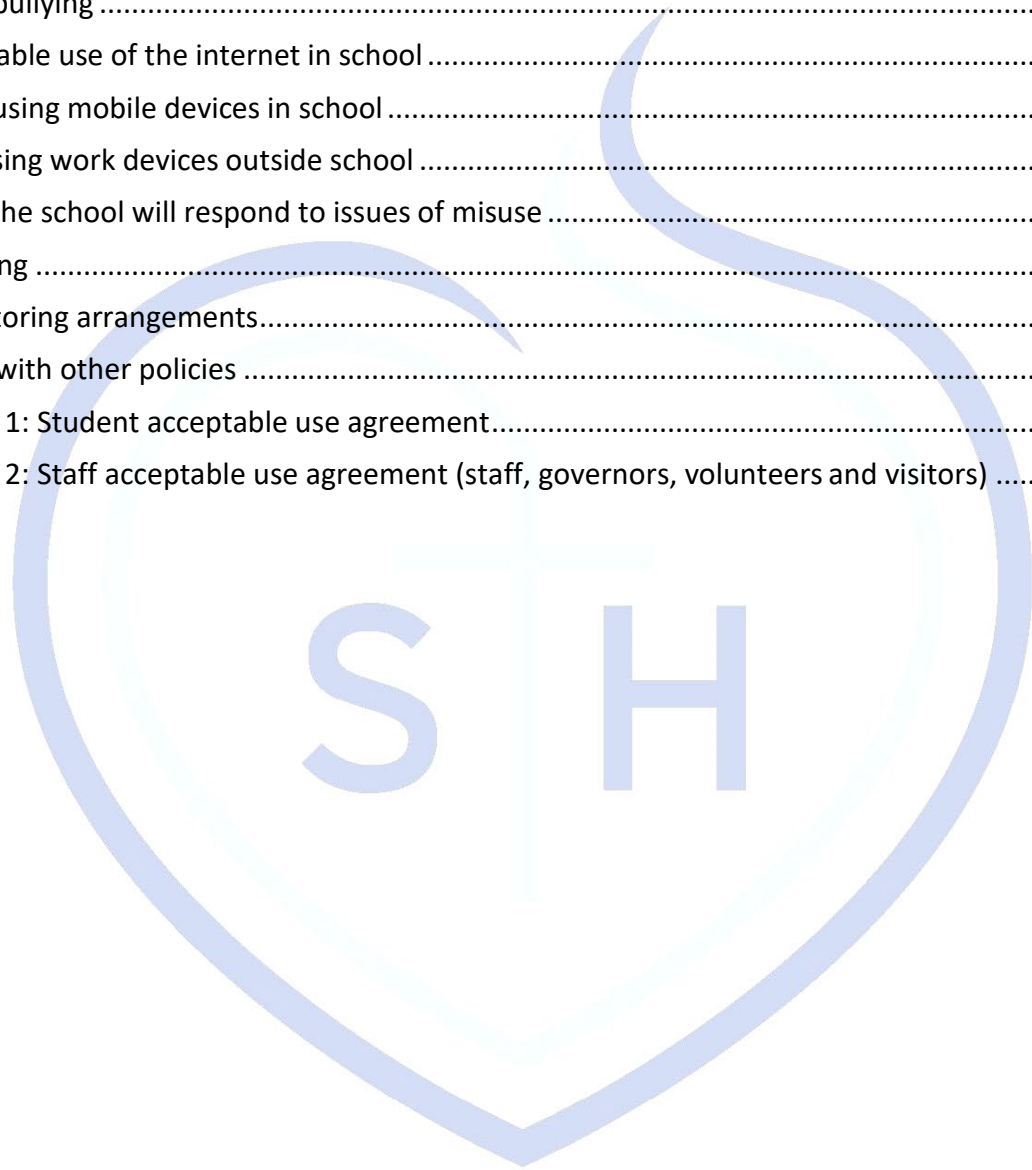 bullying ........................................................................................................................
able use of the internet in school ........................................................................................
using mobile devices in school ............................................................................................
sing work devices outside school ........................................................................................
he school will respond to issues of misuse ........................................................................
ng ................................................................................................................................
toring arrangements............................................................................................................
with other policies ............................................................................................................
1: Student acceptable use agreement................................................................................
2: Staff acceptable use agreement (staff, governors, volunteers and visitors) .....
S H